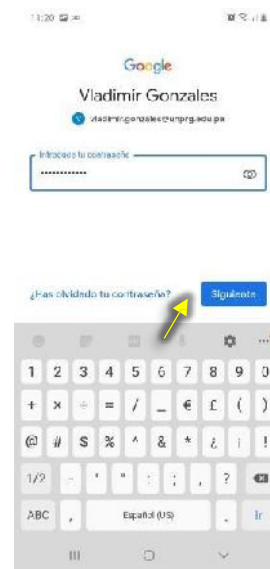 11:20
Google
Vladimir Gonzales
vladimir.gonzales@unprg.edu.pe
Introduce tu contraseña
••••••••••••
¿Has olvidado tu contraseña? Siguiente
1 2 3 4 5 6 7 8 9 0
+ × ÷ = / _ € £ ( )
@ # $ % ^ & * ¿ ¡ !
1/2 - ' " : ; , ?
ABC , Español (US) . Ir